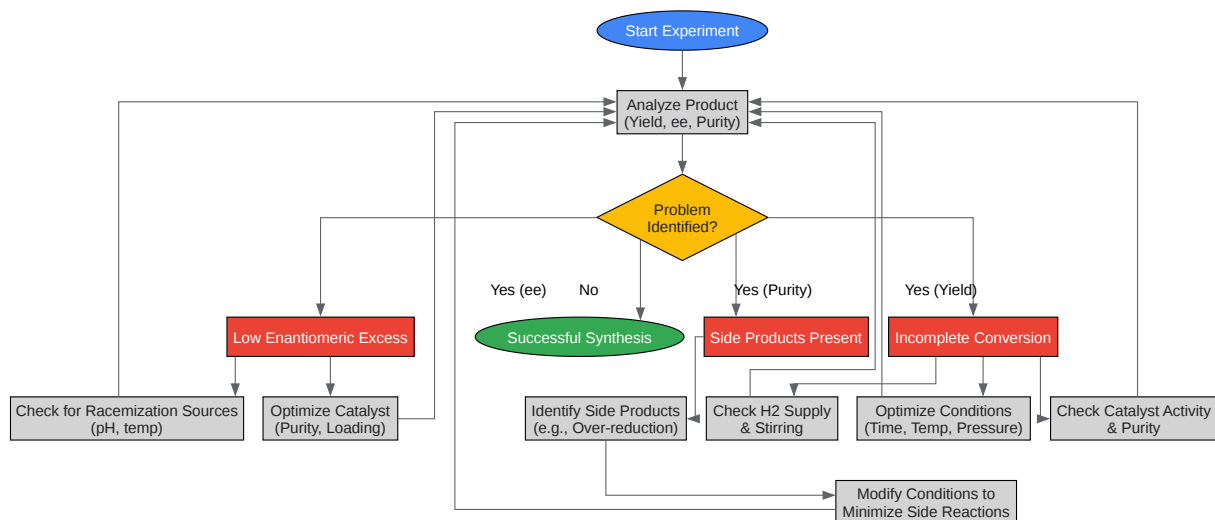 Start Experiment
Analyze Product
(Yield, ee, Purity)
Problem
Identified?
Yes (ee)
No
Yes (Purity)
Yes (Yield)
Low Enantiomeric Excess
Successful Synthesis
Side Products Present
Incomplete Conversion
Check for Racemization Sources
(pH, temp)
Optimize Catalyst
(Purity, Loading)
Identify Side Products
(e.g., Over-reduction)
Check H2 Supply
& Stirring
Optimize Conditions
(Time, Temp, Pressure)
Check Catalyst Activity
& Purity
Modify Conditions to
Minimize Side Reactions